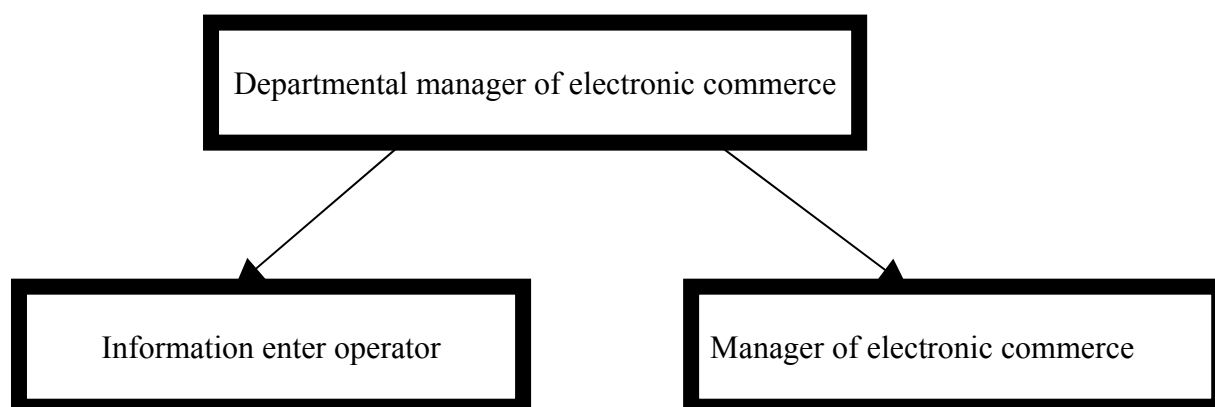 Departmental manager of electronic commerce
Information enter operator
Manager of electronic commerce